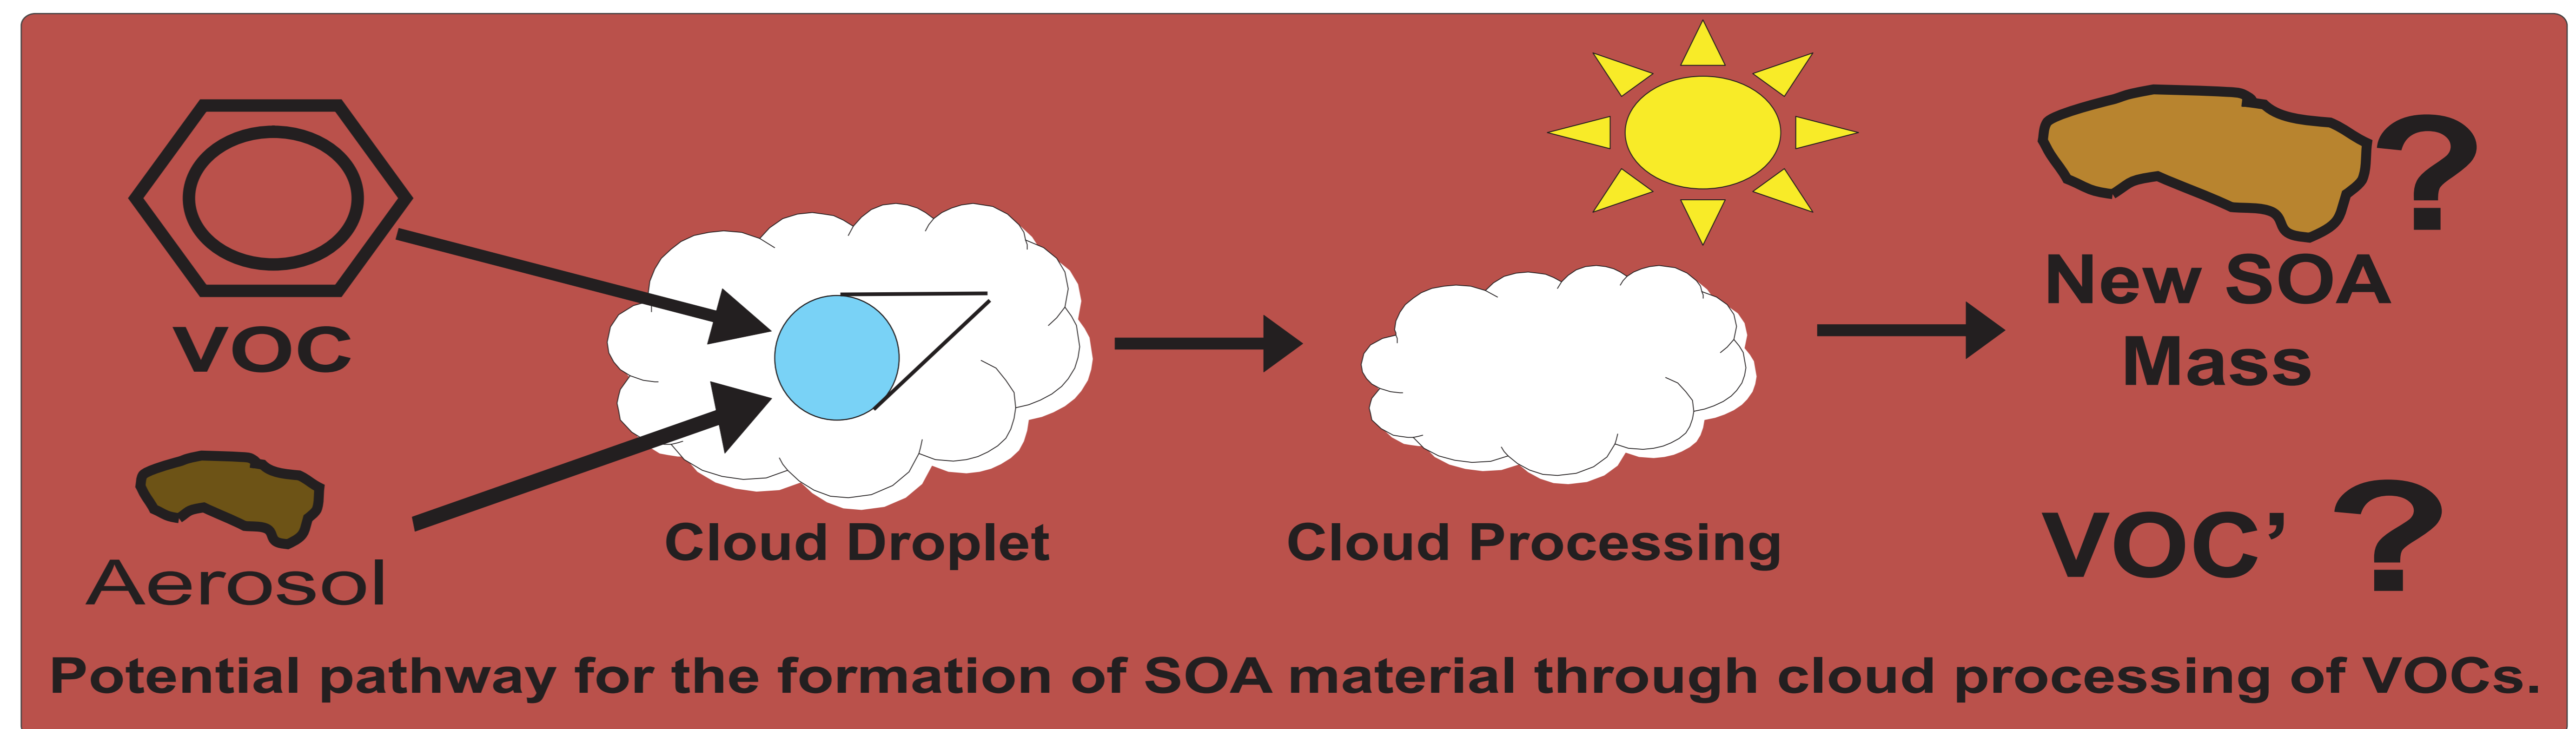 VOC
Aerosol
Cloud Droplet
Cloud Processing
?
New SOA
Mass
VOC’ ?
Potential pathway for the formation of SOA material through cloud processing of VOCs.